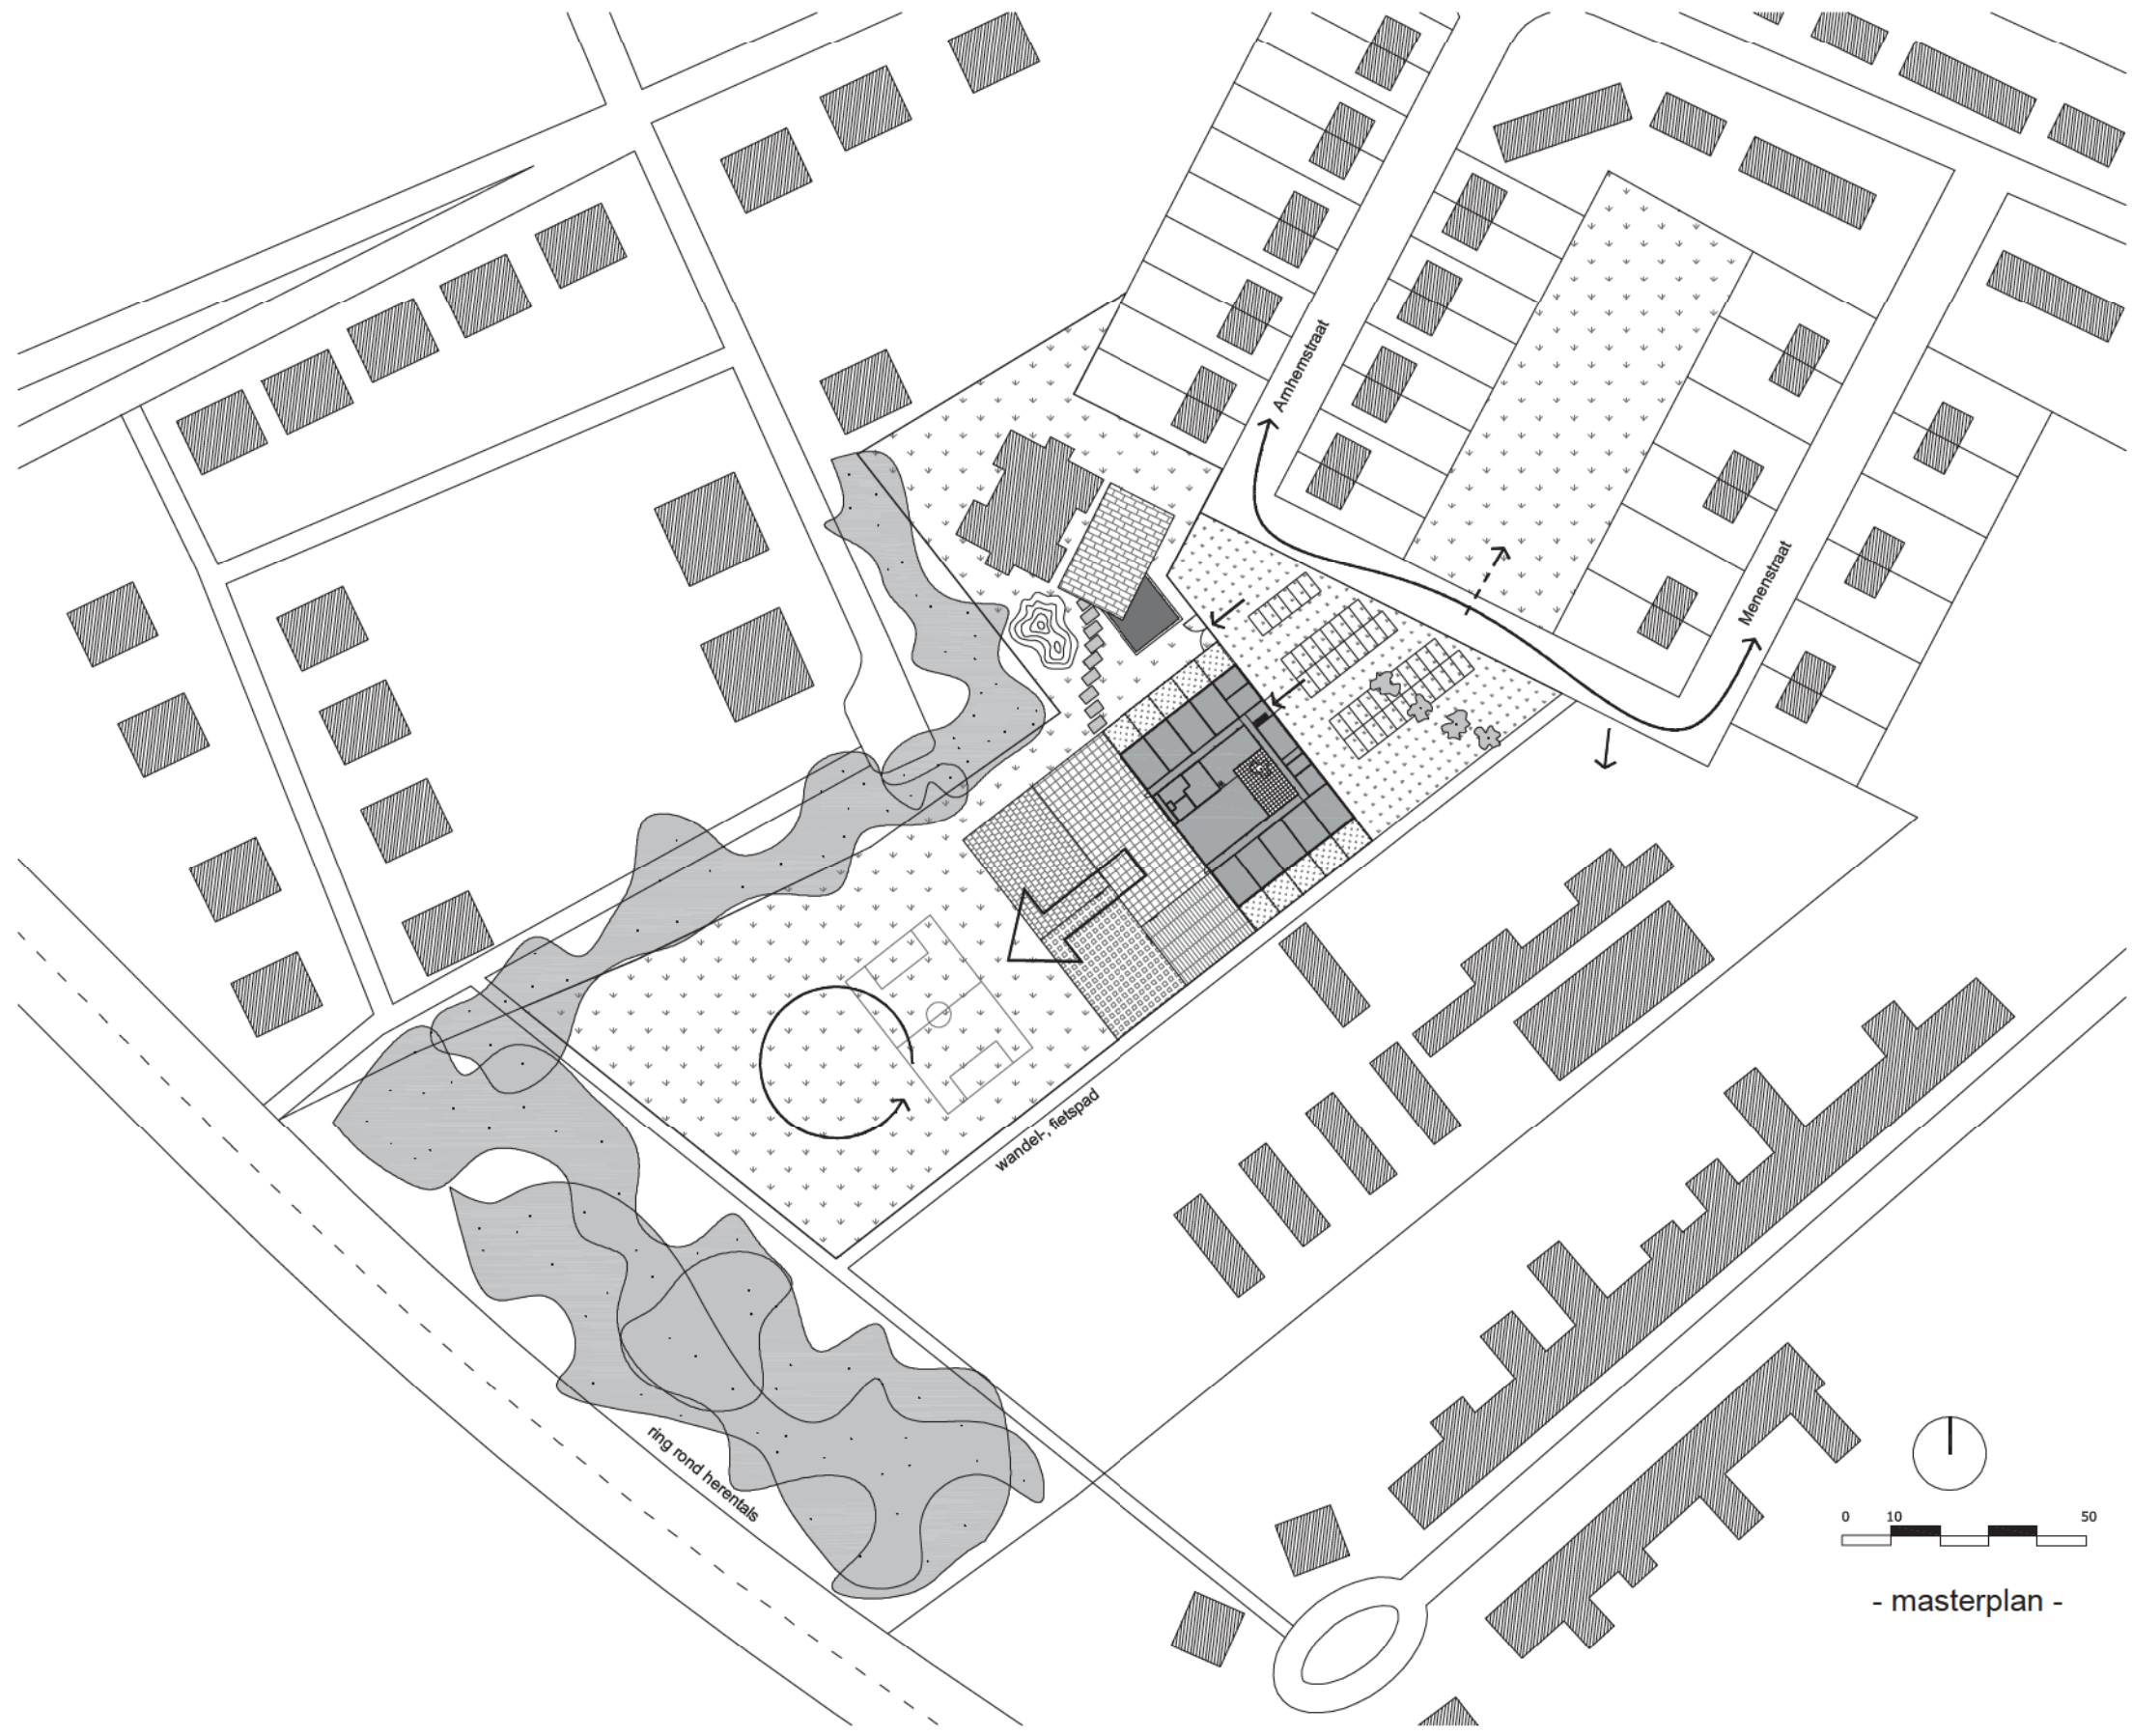 Arnhemstraat
Menenstraat
wandel-, fietspad
ring rond herentals
0 10 50
- masterplan -